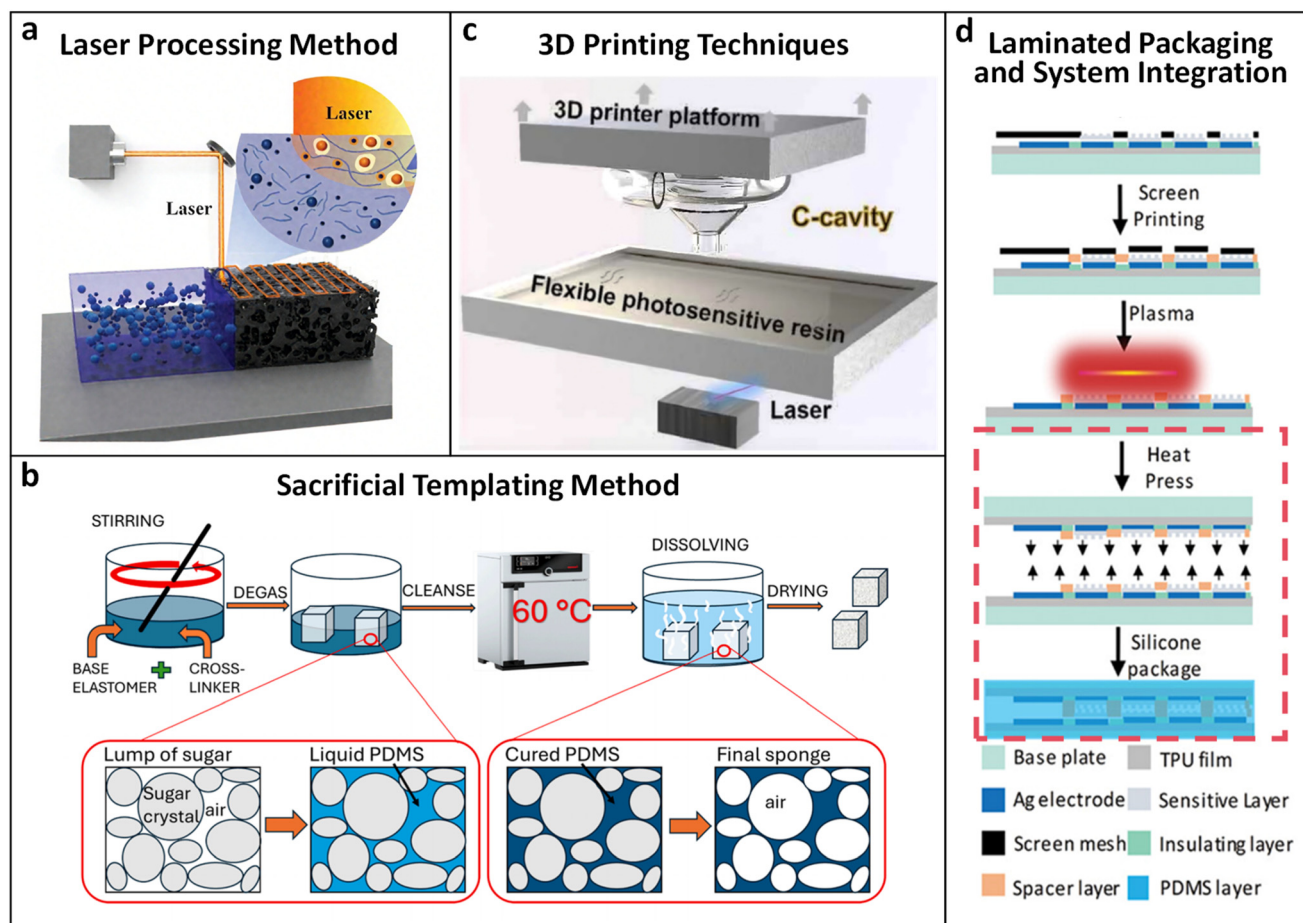 a
Laser Processing Method
Laser
Laser
c
3D Printing Techniques
3D printer platform
C-cavity
Flexible photosensitive resin
Laser
d
Laminated Packaging
and System Integration
Screen
Printing
Plasma
Heat
Press
Silicone
package
Base plate
TPU film
Ag electrode
Sensitive Layer
Screen mesh
Insulating layer
Spacer layer
PDMS layer
b
Sacrificial Templating Method
STIRRING
DEGAS
CLEANSE
60 °C
DISSOLVING
DRYING
BASE
ELASTOMER
+
CROSS-
LINKER
Lump of sugar
Liquid PDMS
Sugar
crystal
air
Cured PDMS
Final sponge
air